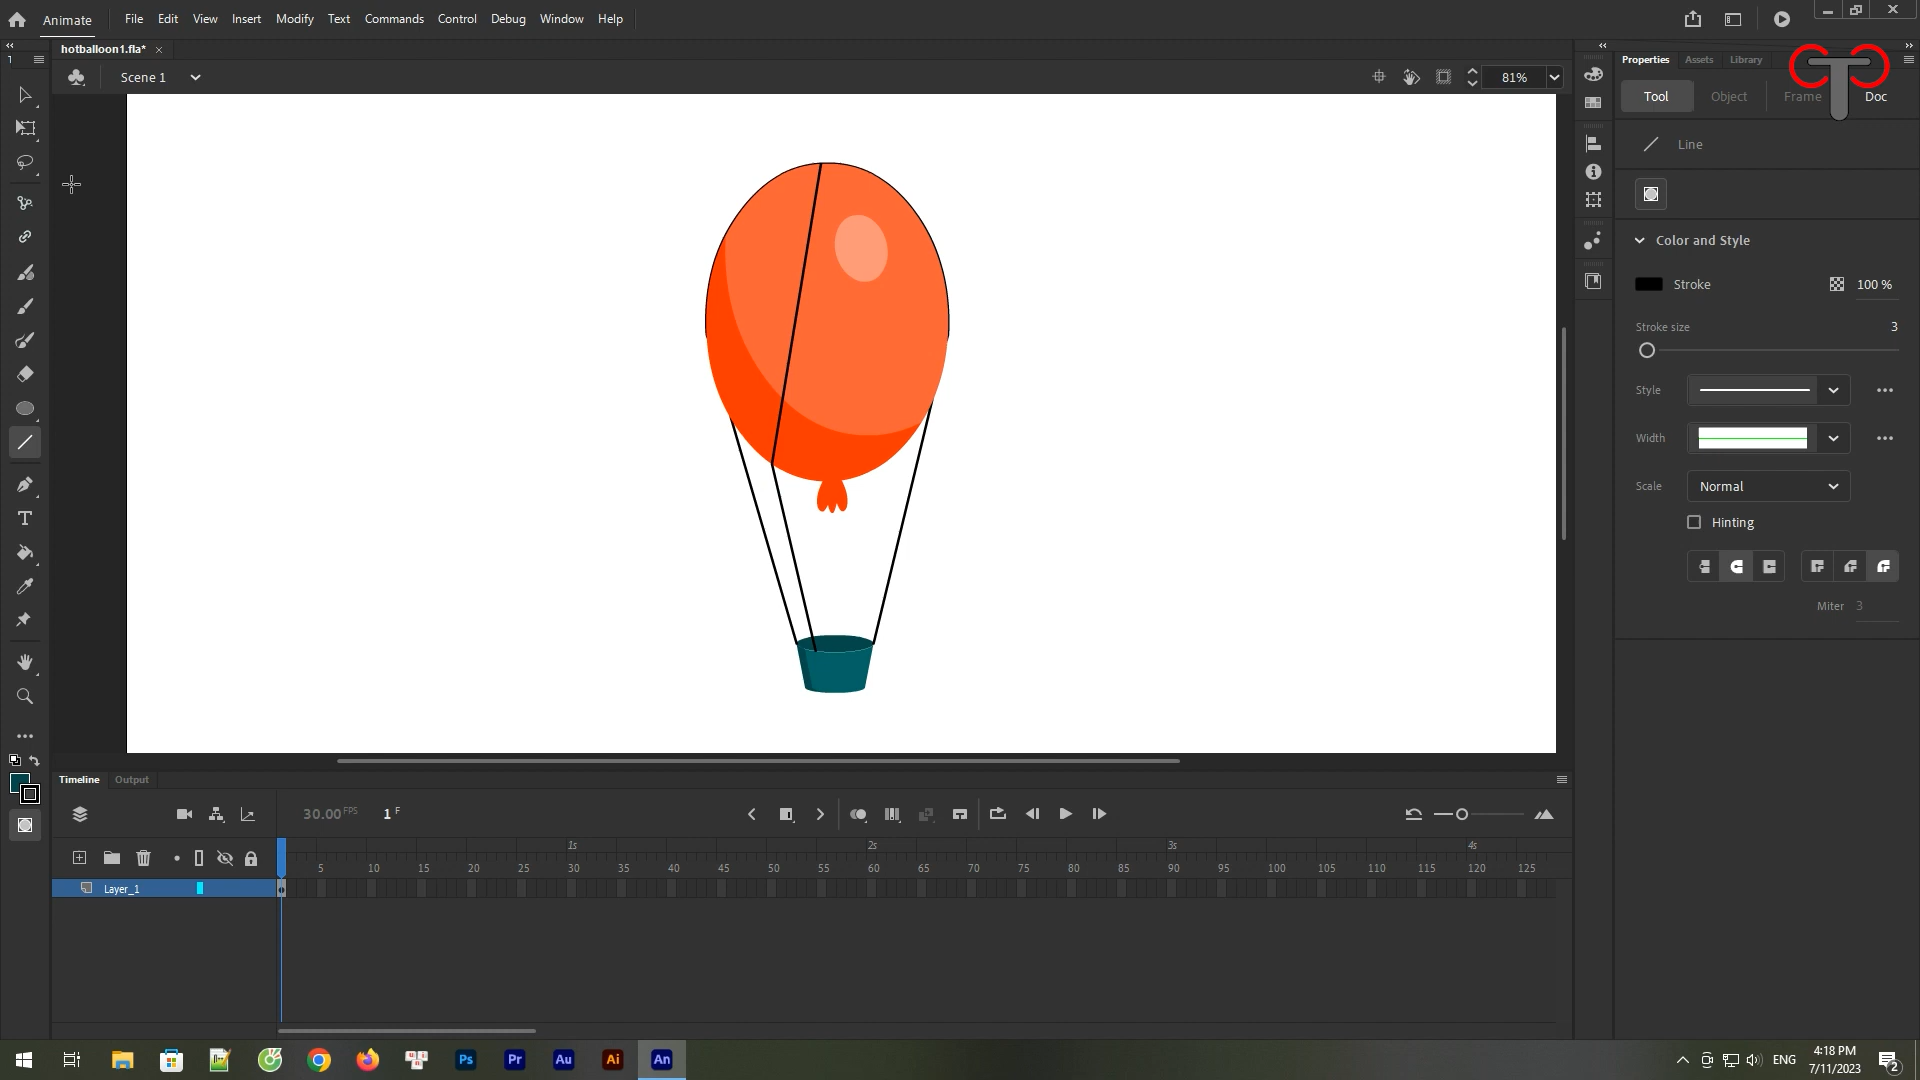 Animate File Edit View Insert Modify Text Commands Control Debug Window Help
hotballoon1.fla*
Scene 1
81%
Properties Assets Library
Tool Object Frame Doc
Line
Color and Style
Stroke 100 %
Stroke size 3
Style
Width
Scale Normal
Hinting
Miter 3
Timeline Output
30.00 FPS 1 F
1s 2s 3s 4s
5 10 15 20 25 30 35 40 45 50 55 60 65 70 75 80 85 90 95 100 105 110 115 120 125
Layer_1
Ps Pr Au Ai An
ENG
4:18 PM
7/11/2023
2